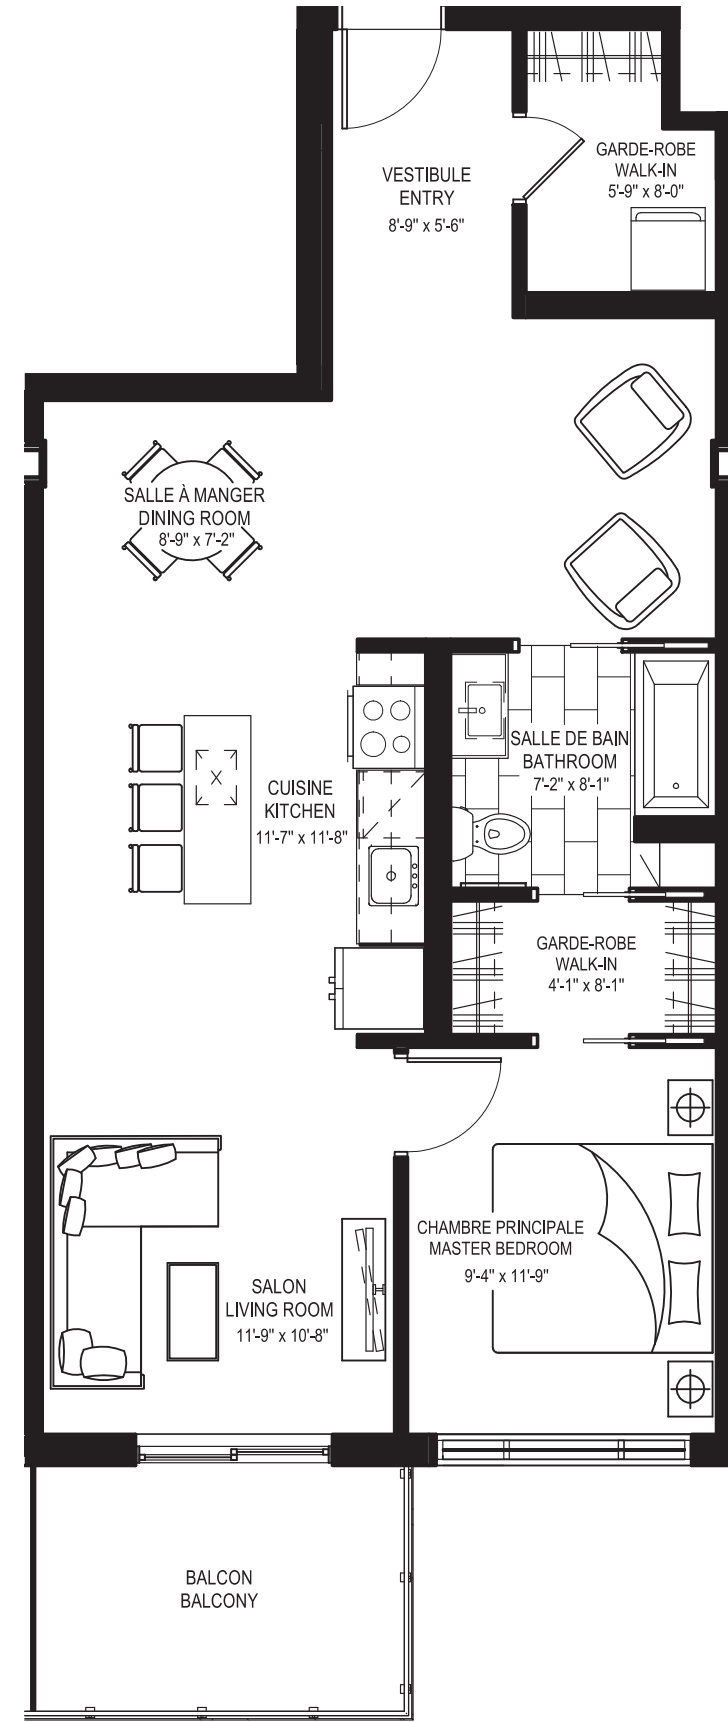 GARDE-ROBE
WALK-IN
5'-9" x 8'-0"
VESTIBULE
ENTRY
8'-9" x 5'-6"
SALLE À MANGER
DINING ROOM
8'-9" x 7'-2"
SALLE DE BAIN
BATHROOM
7'-2" x 8'-1"
CUISINE
KITCHEN
11'-7" x 11'-8"
GARDE-ROBE
WALK-IN
4'-1" x 8'-1"
CHAMBRE PRINCIPALE
MASTER BEDROOM
9'-4" x 11'-9"
SALON
LIVING ROOM
11'-9" x 10'-8"
BALCON
BALCONY